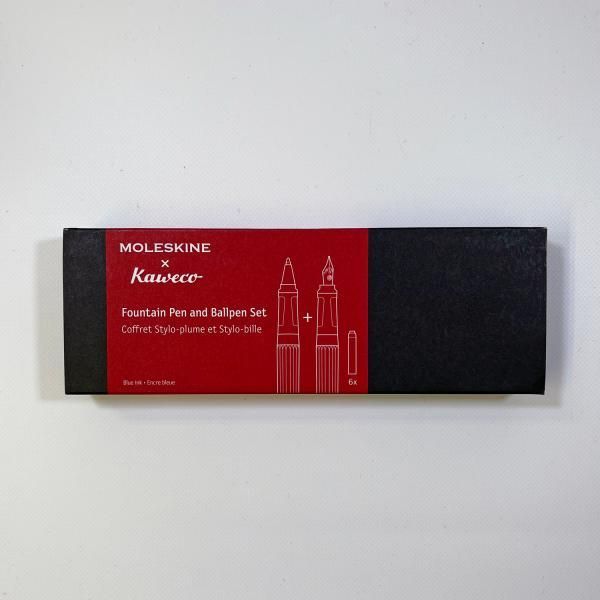 MOLESKINE
×
Kaweco
Fountain Pen and Ballpen Set
Coffret Stylo-plume et Stylo-bille
+
Blue ink • Encre bleue
6x